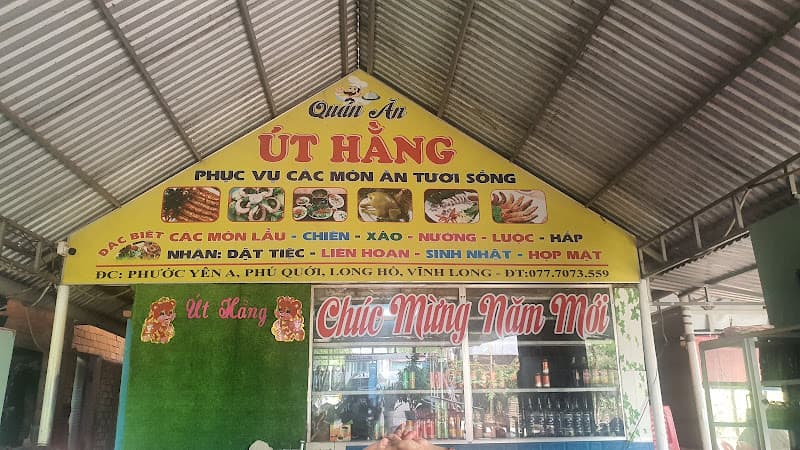 Quán Ăn
ÚT HẰNG
PHỤC VỤ CÁC MÓN ĂN TƯƠI SỐNG
ĐẶC BIỆT CÁC MÓN LẨU - CHIÊN - XÀO - NƯỚNG - LUỘC - HẤP
NHẬN: ĐẶT TIỆC - LIÊN HOAN - SINH NHẬT - HỌP MẶT
ĐC: PHƯỚC YÊN A, PHÚ QUỚI, LONG HỒ, VĨNH LONG - ĐT:077.7073.559
Út Hằng
Chúc Mừng Năm Mới